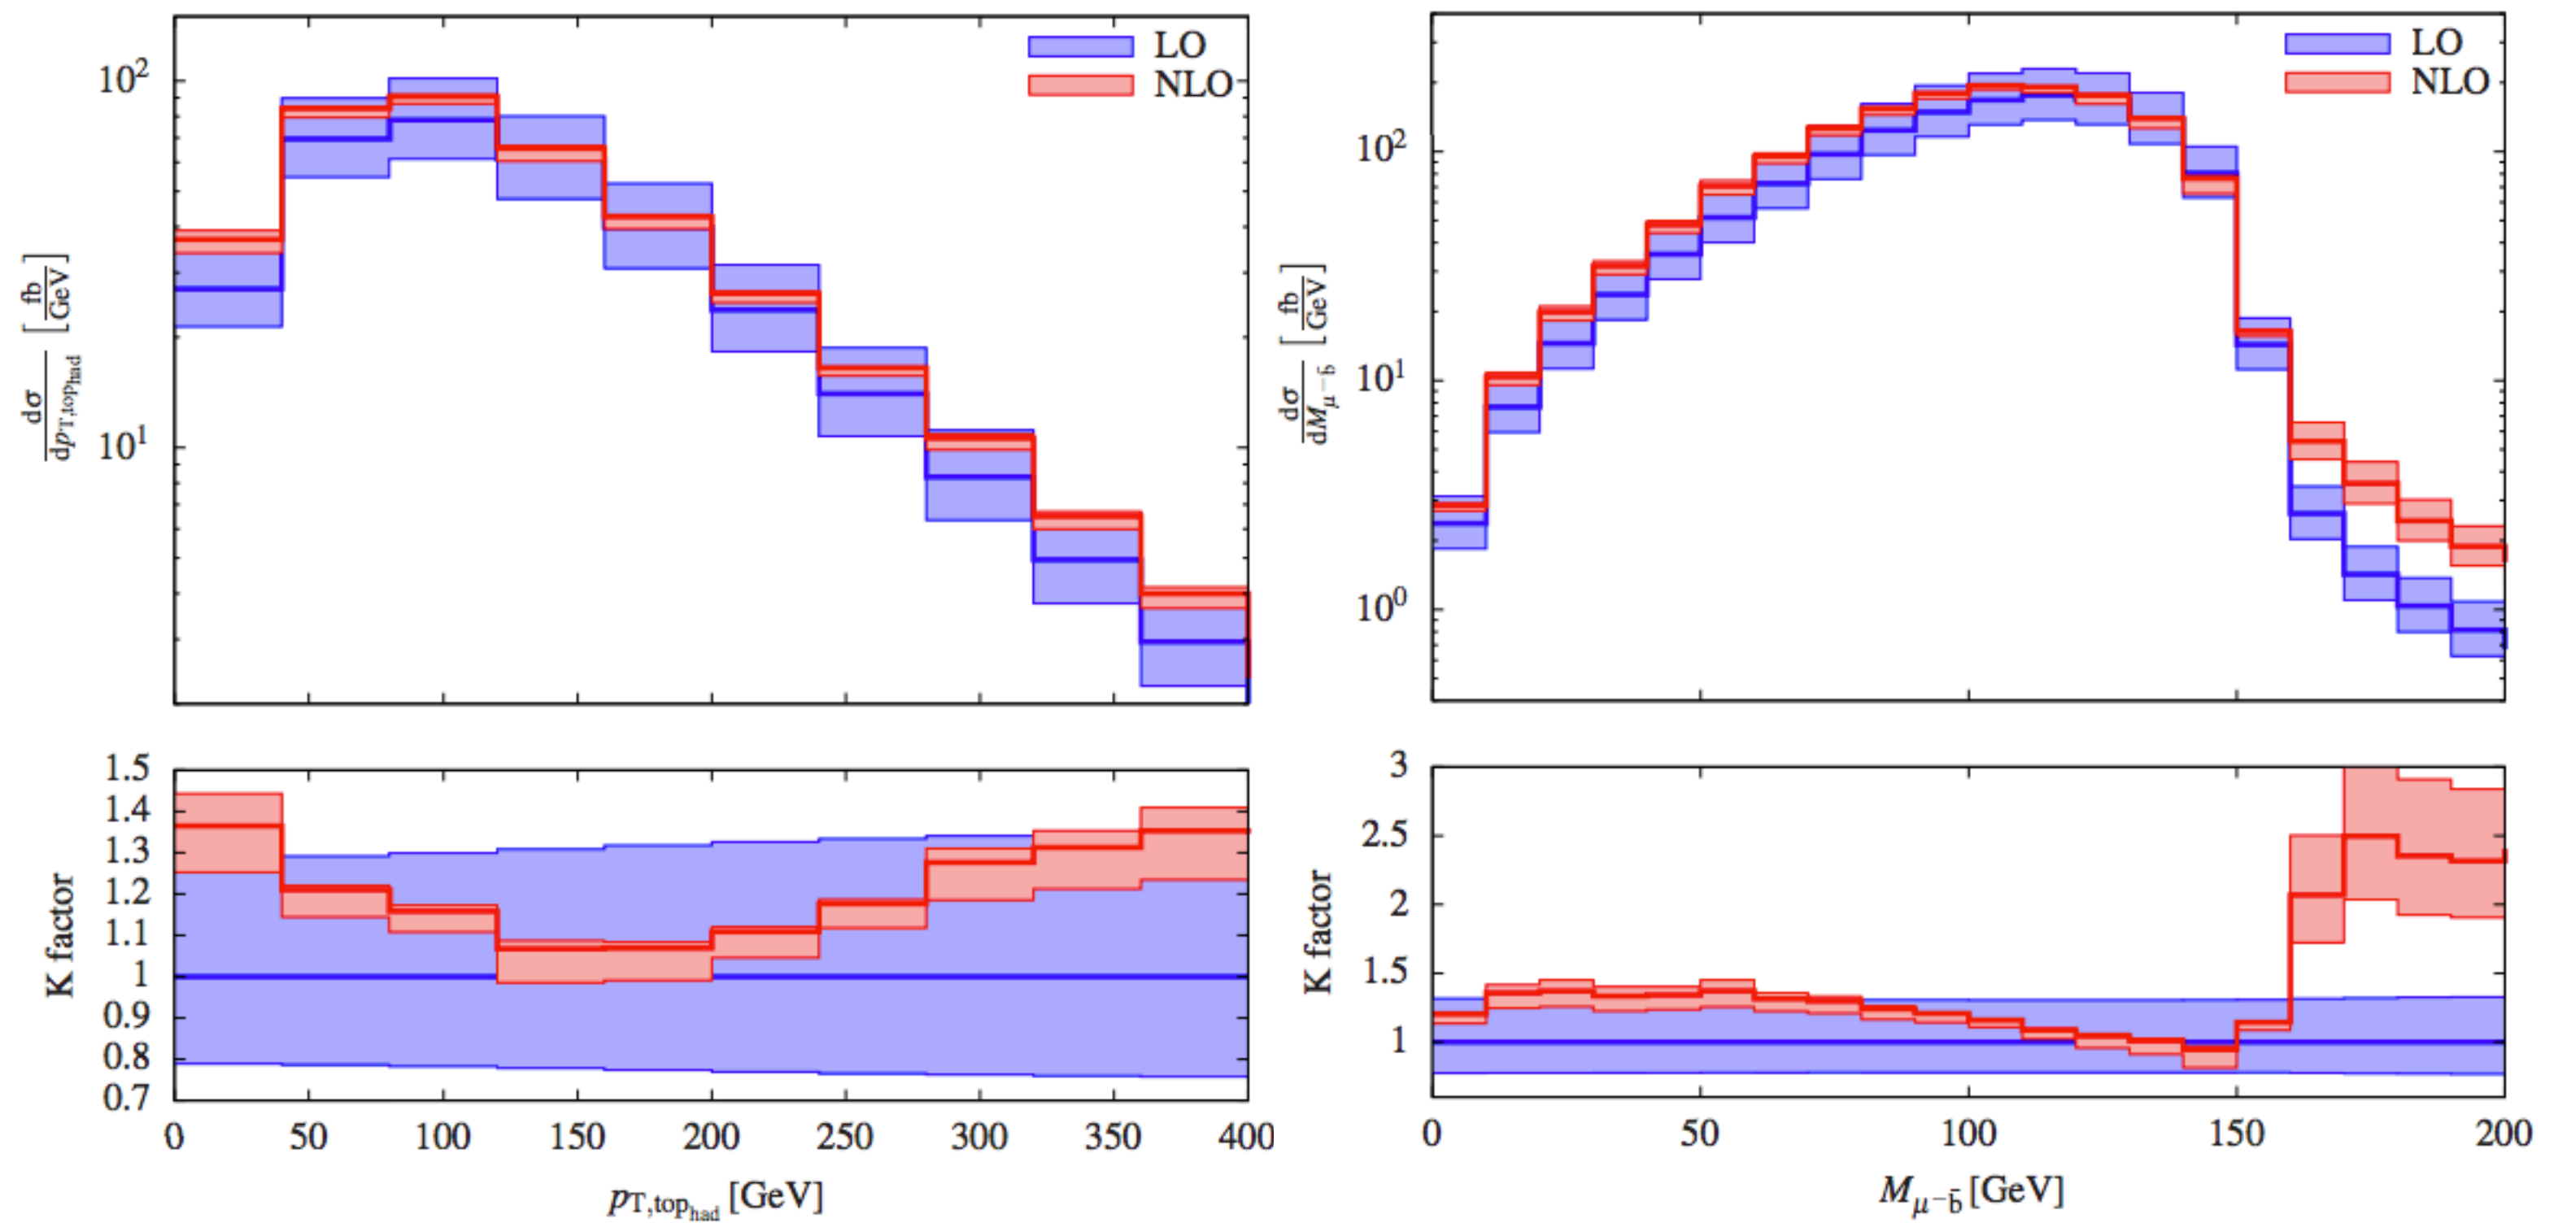 LO
NLO
10²
10¹
dσ/dp_T,top_had [fb/GeV]
LO
NLO
10²
10¹
10⁰
dσ/dM_μ⁻b̄ [fb/GeV]
1.5
1.4
1.3
1.2
1.1
1
0.9
0.8
0.7
K factor
0 50 100 150 200 250 300 350 400
p_T,top_had [GeV]
3
2.5
2
1.5
1
K factor
0 50 100 150 200
M_μ⁻b̄ [GeV]